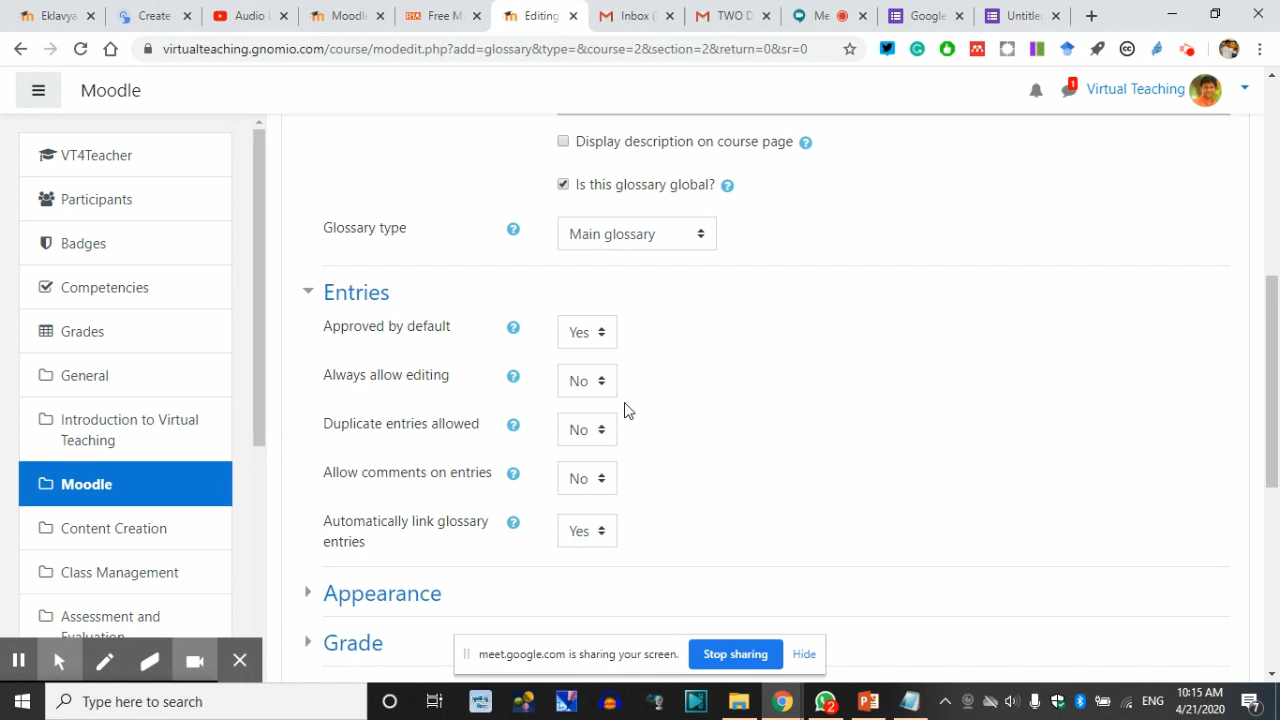 Eklavya
Create
Audio L
Moodle
Free M
Editing
Inbox (
TWO D
Me
Google
Untitle
virtualteaching.gnomio.com/course/modedit.php?add=glossary&type=&course=2&section=2&return=0&sr=0
Moodle
1
Virtual Teaching
VT4Teacher
Participants
Badges
Competencies
Grades
General
Introduction to Virtual
Teaching
Moodle
Content Creation
Class Management
Assessment and
Evaluation
Display description on course page
Is this glossary global?
Glossary type
Main glossary
Entries
Approved by default
Yes
Always allow editing
No
Duplicate entries allowed
No
Allow comments on entries
No
Automatically link glossary
entries
Yes
Appearance
Grade
meet.google.com is sharing your screen.
Stop sharing
Hide
Type here to search
2
ENG
10:15 AM
4/21/2020
7